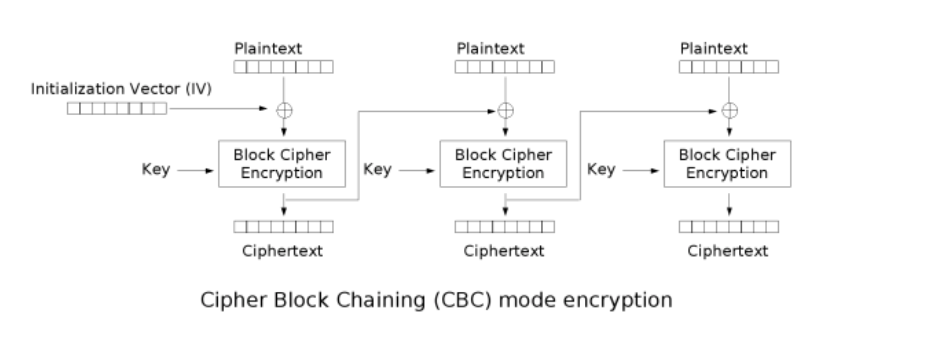 Plaintext
Plaintext
Plaintext
Initialization Vector (IV)
Key
Block Cipher
Encryption
Key
Block Cipher
Encryption
Key
Block Cipher
Encryption
Ciphertext
Ciphertext
Ciphertext
Cipher Block Chaining (CBC) mode encryption